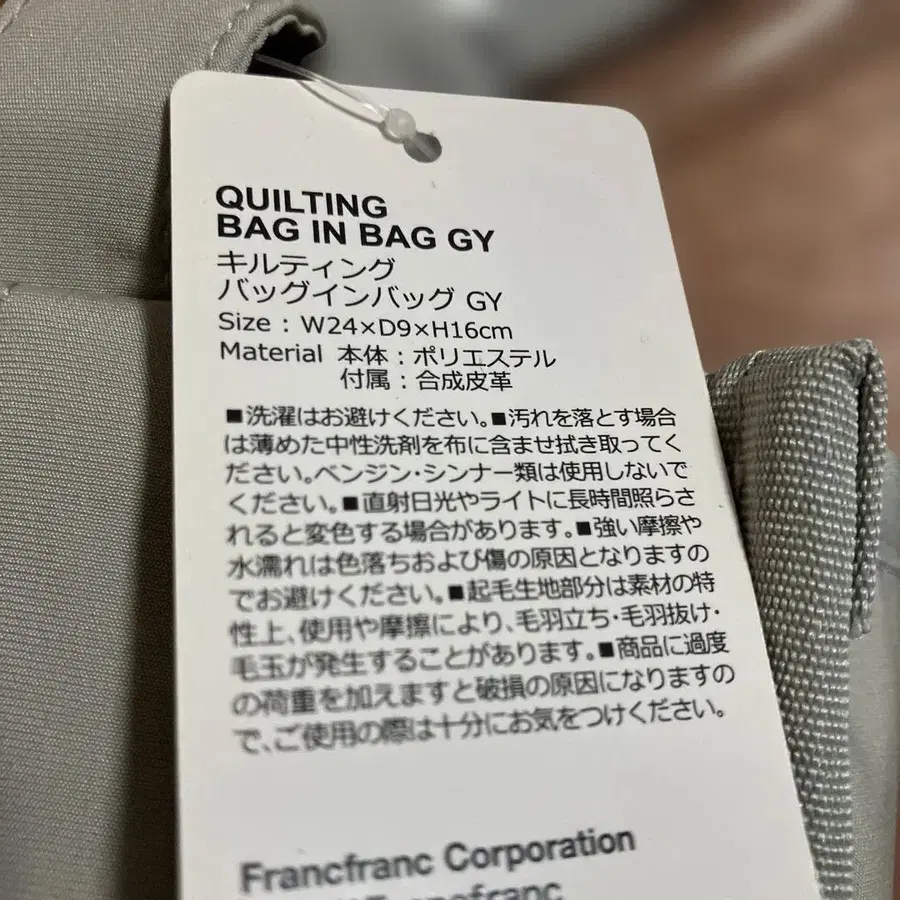 QUILTING
BAG IN BAG GY
キルティング
バッグインバッグ GY
Size : W24×D9×H16cm
Material 本体 : ポリエステル
付属 : 合成皮革
■洗濯はお避けください。■汚れを落とす場合
は薄めた中性洗剤を布に含ませ拭き取ってく
ださい。ベンジン・シンナー類は使用しないで
ください。■直射日光やライトに長時間照らさ
れると変色する場合があります。■強い摩擦や
水濡れは色落ちおよび傷の原因となりますの
でお避けください。■起毛生地部分は素材の特
性上、使用や摩擦により、毛羽立ち・毛羽抜け・
毛玉が発生することがあります。■商品に過度
の荷重を加えますと破損の原因になりますの
で、ご使用の際は十分にお気をつけください。
Francfranc Corporation